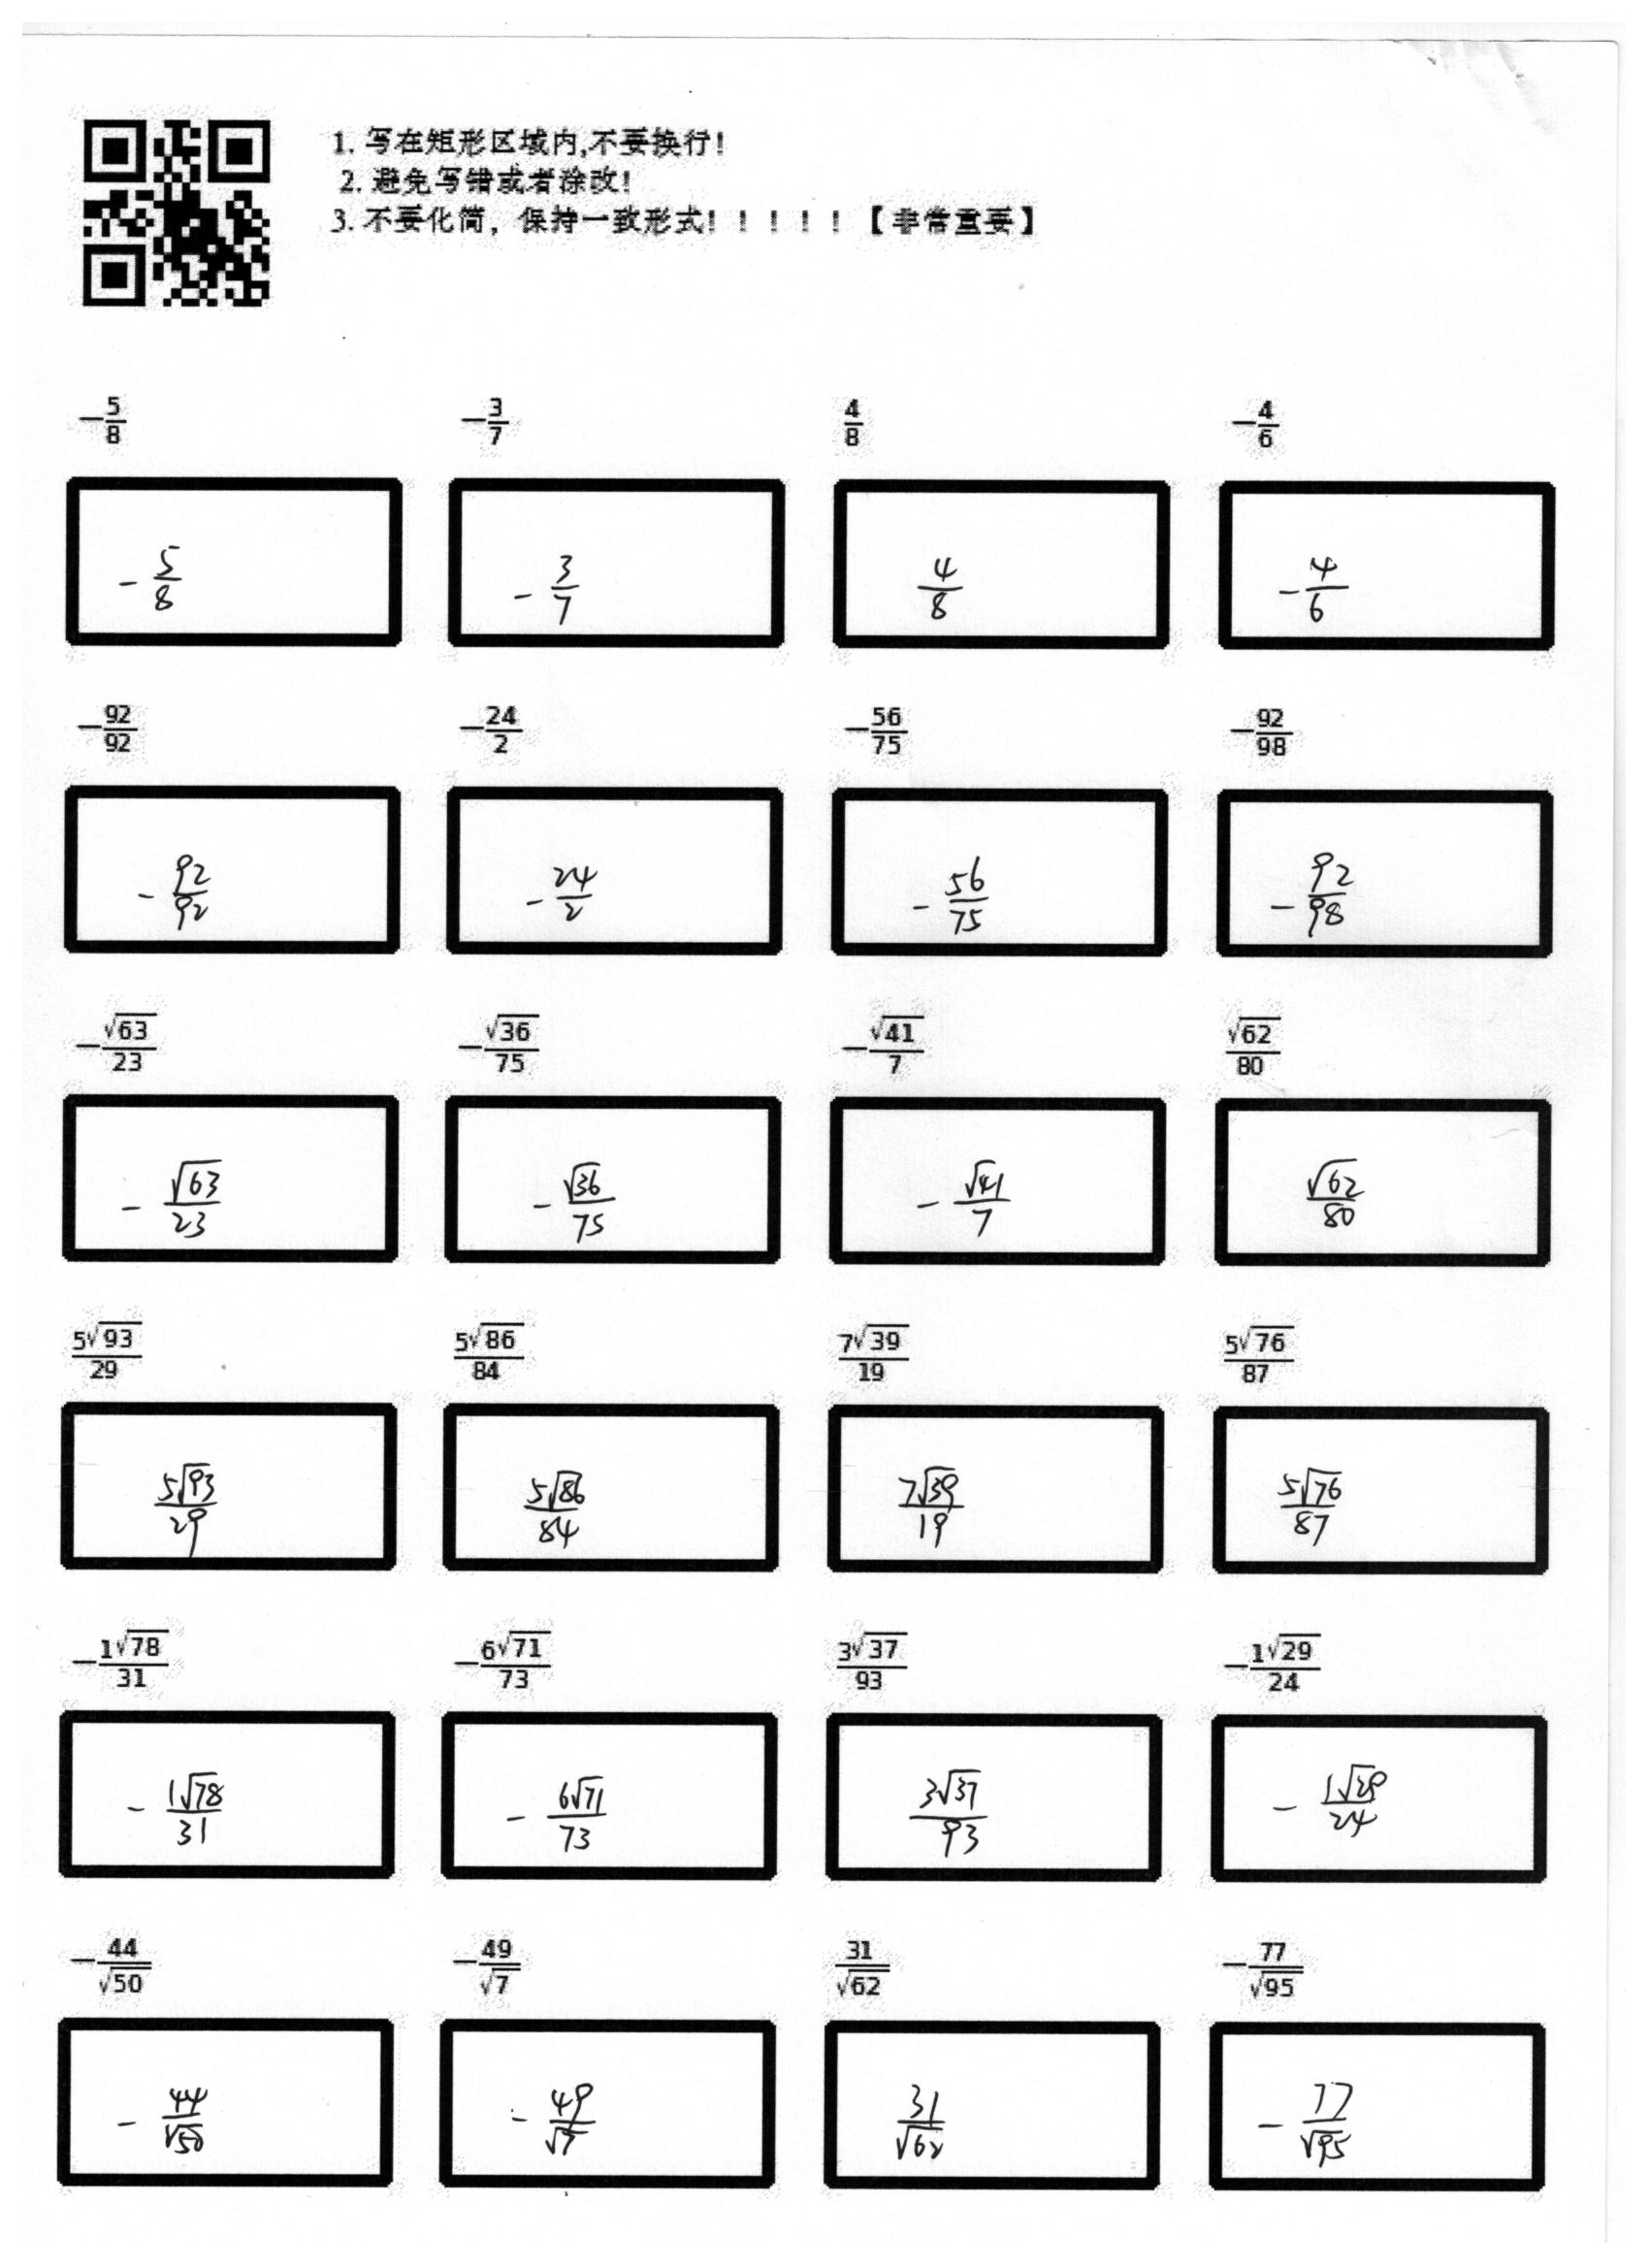 1. 写在矩形区域内,不要换行!
2. 避免写错或者涂改!
3. 不要化简，保持一致形式！！！！！【非常重要】
$-\frac{5}{8}$ $-\frac{3}{7}$ $\frac{4}{8}$ $-\frac{4}{6}$
$-\frac{5}{8}$ $-\frac{3}{7}$ $\frac{4}{8}$ $-\frac{4}{6}$
$-\frac{92}{92}$ $-\frac{24}{2}$ $-\frac{56}{75}$ $-\frac{92}{98}$
$-\frac{92}{92}$ $-\frac{24}{2}$ $-\frac{56}{75}$ $-\frac{92}{98}$
$-\frac{\sqrt{63}}{23}$ $-\frac{\sqrt{36}}{75}$ $-\frac{\sqrt{41}}{7}$ $\frac{\sqrt{62}}{80}$
$-\frac{\sqrt{63}}{23}$ $-\frac{\sqrt{36}}{75}$ $-\frac{\sqrt{41}}{7}$ $\frac{\sqrt{62}}{80}$
$\frac{5\sqrt{93}}{29}$ $\frac{5\sqrt{86}}{84}$ $\frac{7\sqrt{39}}{19}$ $\frac{5\sqrt{76}}{87}$
$\frac{5\sqrt{93}}{29}$ $\frac{5\sqrt{86}}{84}$ $\frac{7\sqrt{39}}{19}$ $\frac{5\sqrt{76}}{87}$
$-\frac{1\sqrt{78}}{31}$ $-\frac{6\sqrt{71}}{73}$ $\frac{3\sqrt{37}}{93}$ $-\frac{1\sqrt{29}}{24}$
$-\frac{1\sqrt{78}}{31}$ $-\frac{6\sqrt{71}}{73}$ $\frac{3\sqrt{37}}{93}$ $-\frac{1\sqrt{29}}{24}$
$-\frac{44}{\sqrt{50}}$ $-\frac{49}{\sqrt{7}}$ $\frac{31}{\sqrt{62}}$ $-\frac{77}{\sqrt{95}}$
$-\frac{44}{\sqrt{50}}$ $-\frac{49}{\sqrt{7}}$ $\frac{31}{\sqrt{62}}$ $-\frac{77}{\sqrt{95}}$